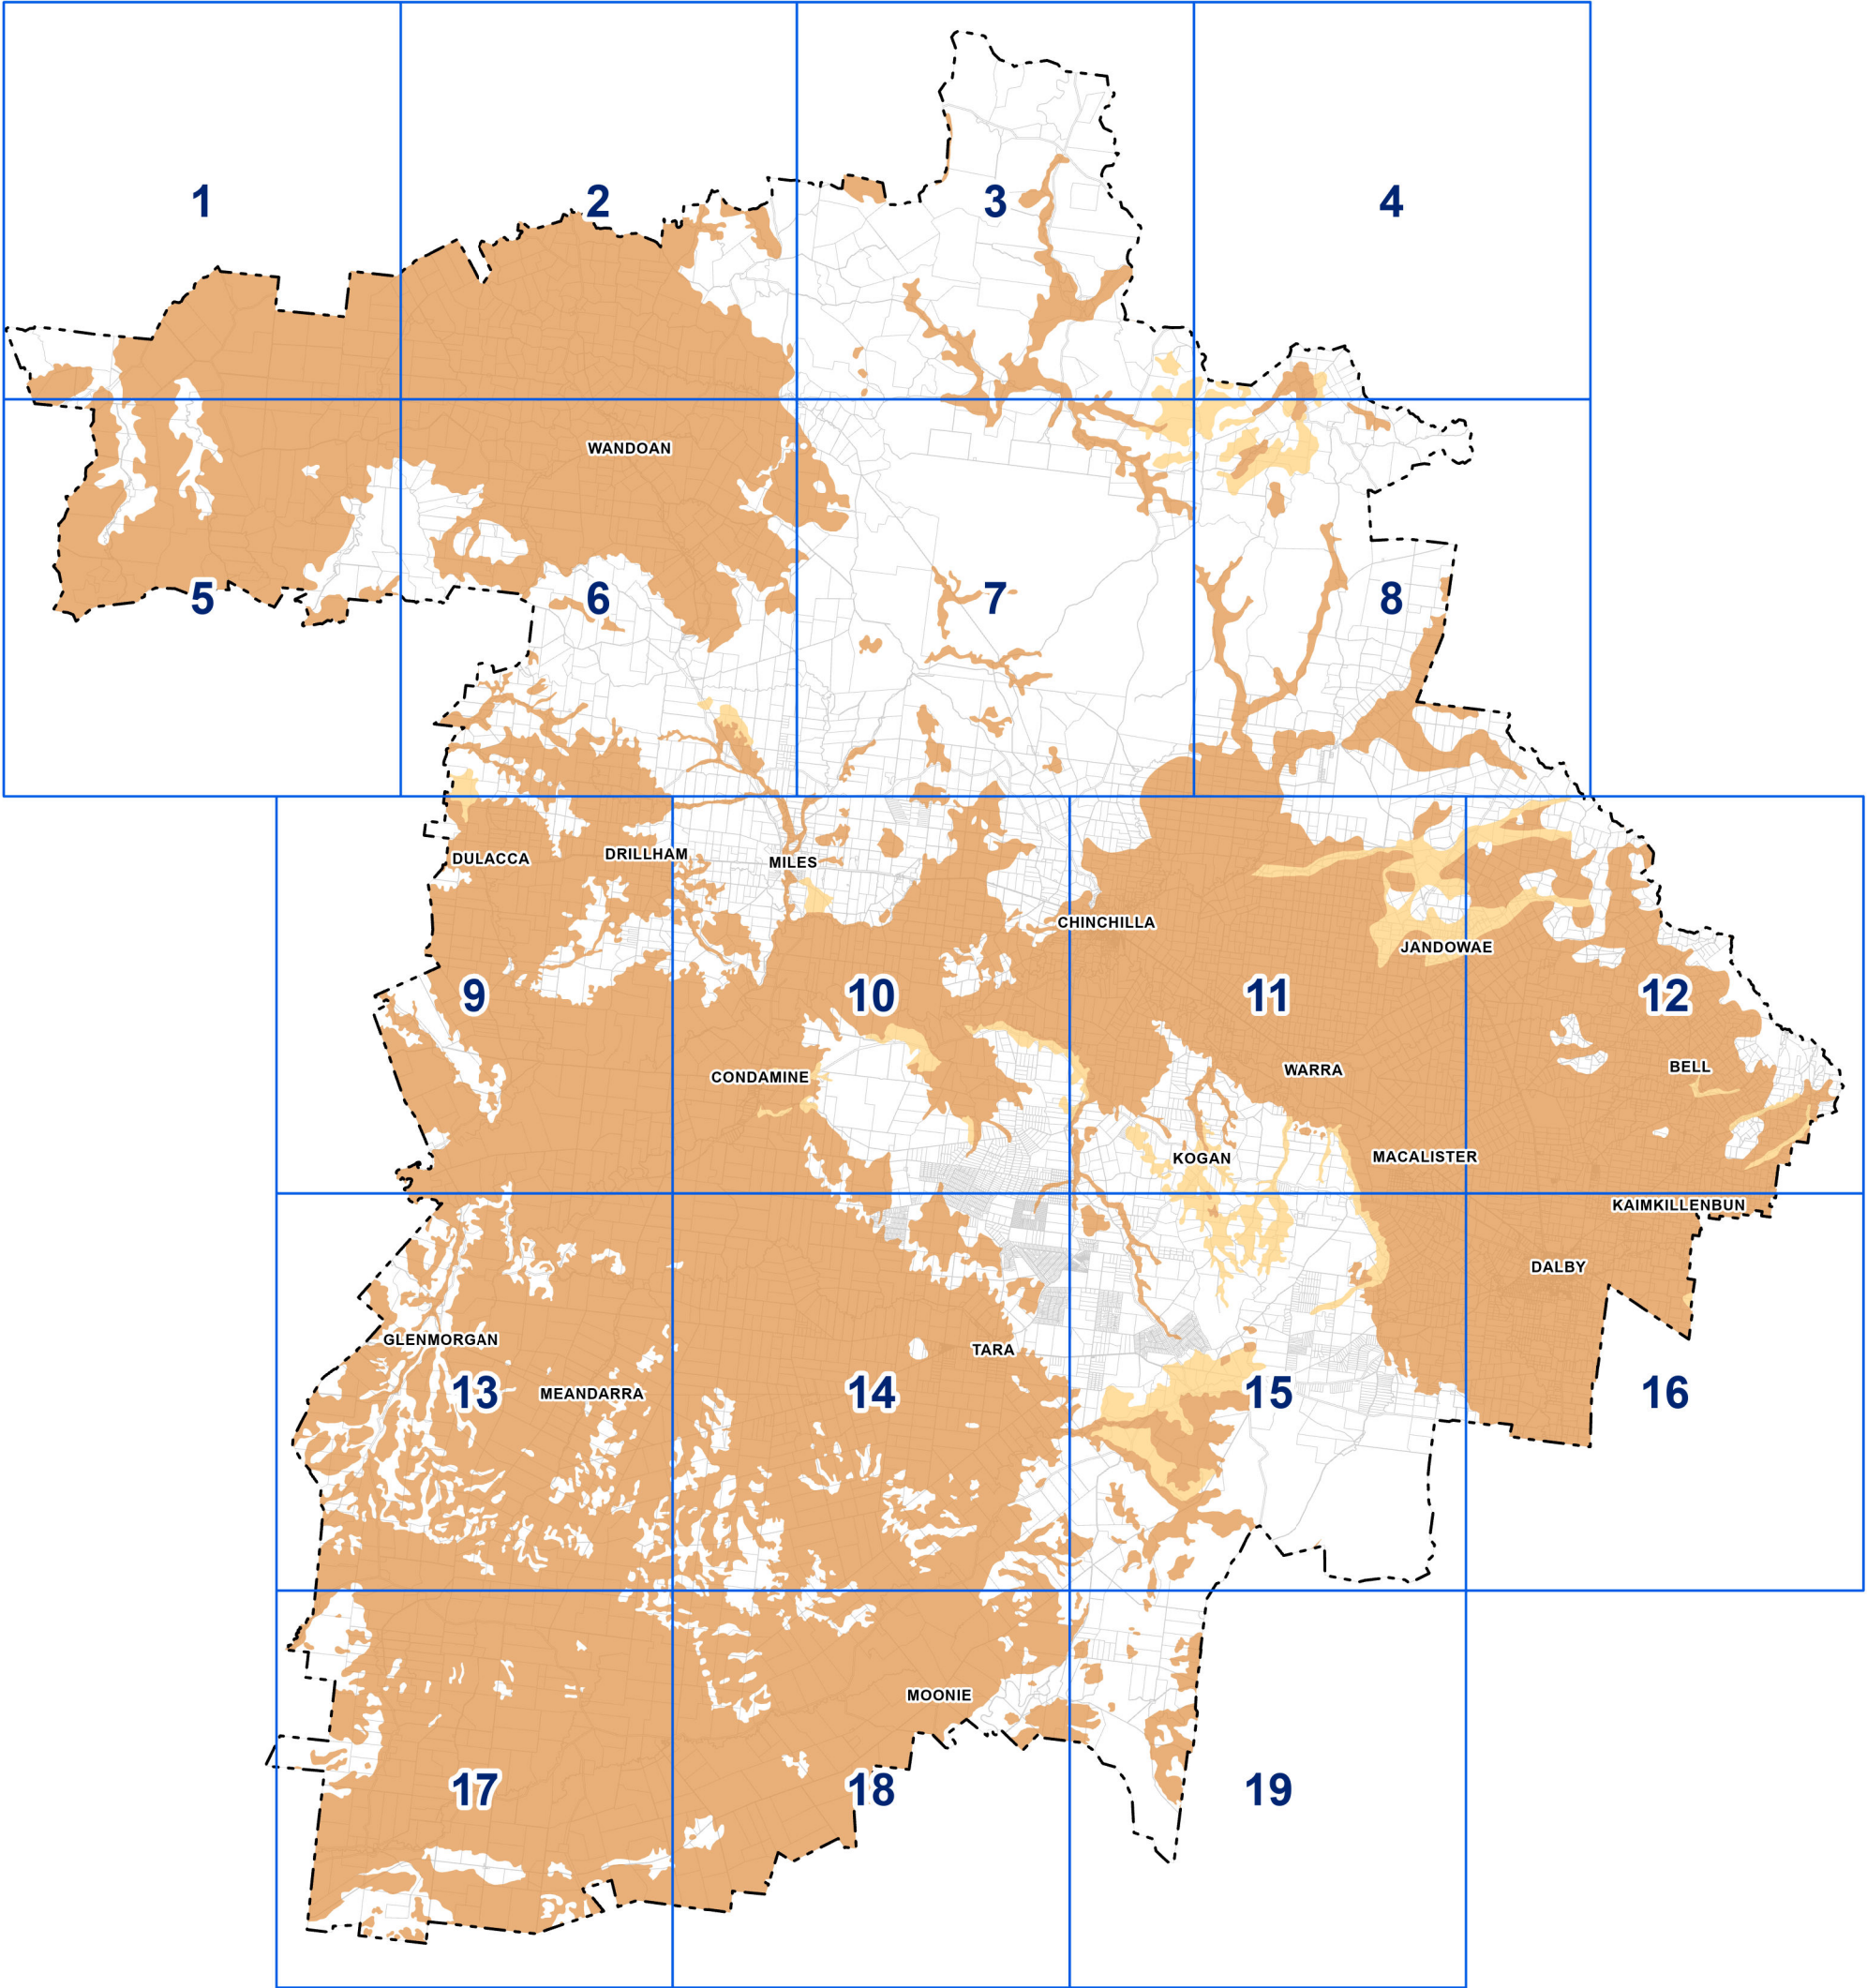 1
2
3
4
WANDOAN
5
6
7
8
DULACCA
DRILLHAM
MILES
CHINCHILLA
JANDOWAE
9
10
11
12
CONDAMINE
WARRA
BELL
KOGAN
MACALISTER
KAIMKILLENBUN
DALBY
GLENMORGAN
TARA
13
MEANDARRA
14
15
16
MOONIE
17
18
19